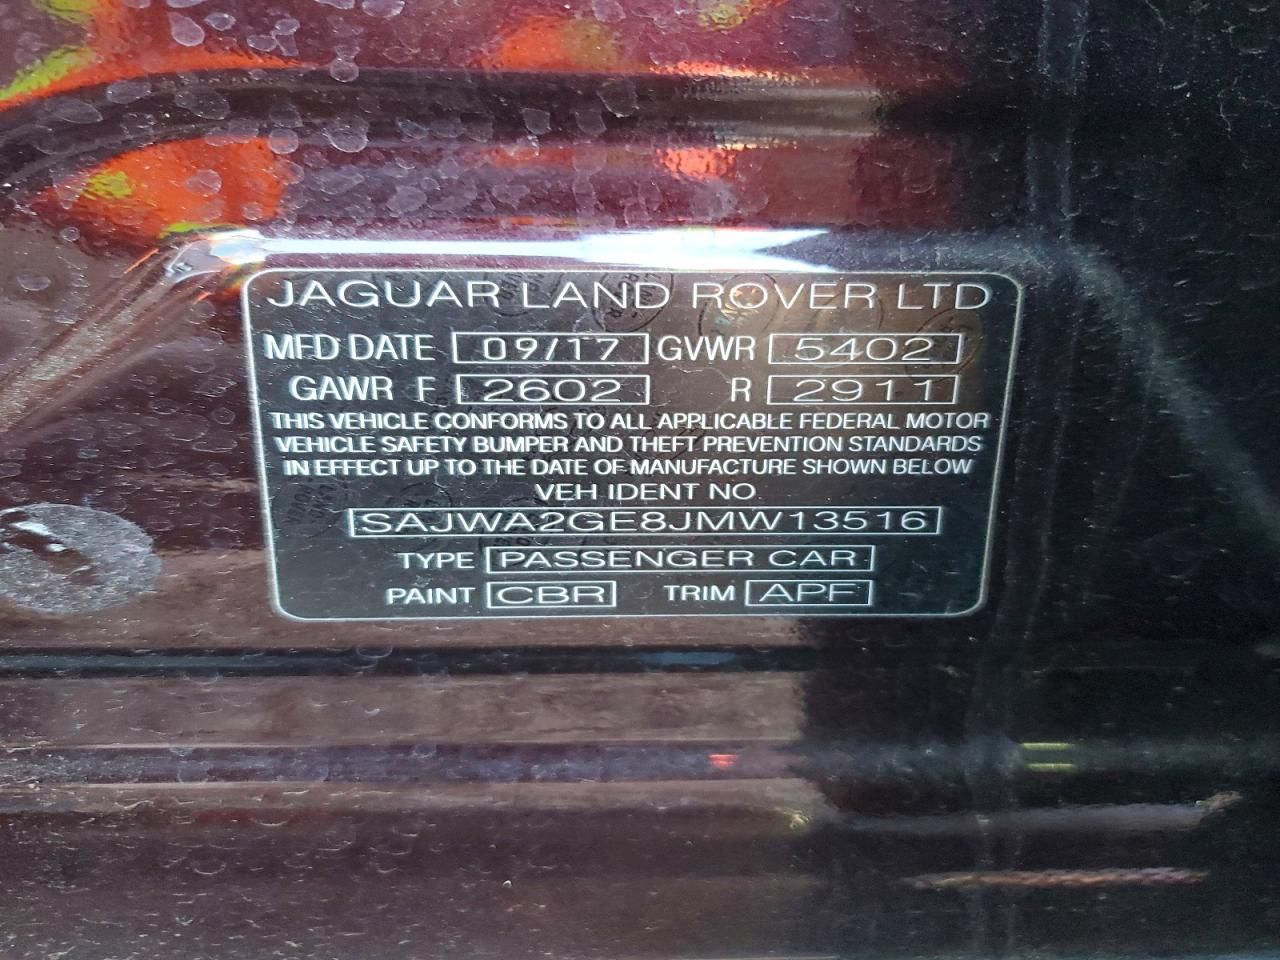 JAGUAR LAND ROVER LTD
MFD DATE 09/17 GVWR 5402
GAWR F 2602 R 2911
THIS VEHICLE CONFORMS TO ALL APPLICABLE FEDERAL MOTOR
VEHICLE SAFETY BUMPER AND THEFT PREVENTION STANDARDS
IN EFFECT UP TO THE DATE OF MANUFACTURE SHOWN BELOW
VEH IDENT NO
SAJWA2GE8JMW13516
TYPE PASSENGER CAR
PAINT CBR TRIM APF